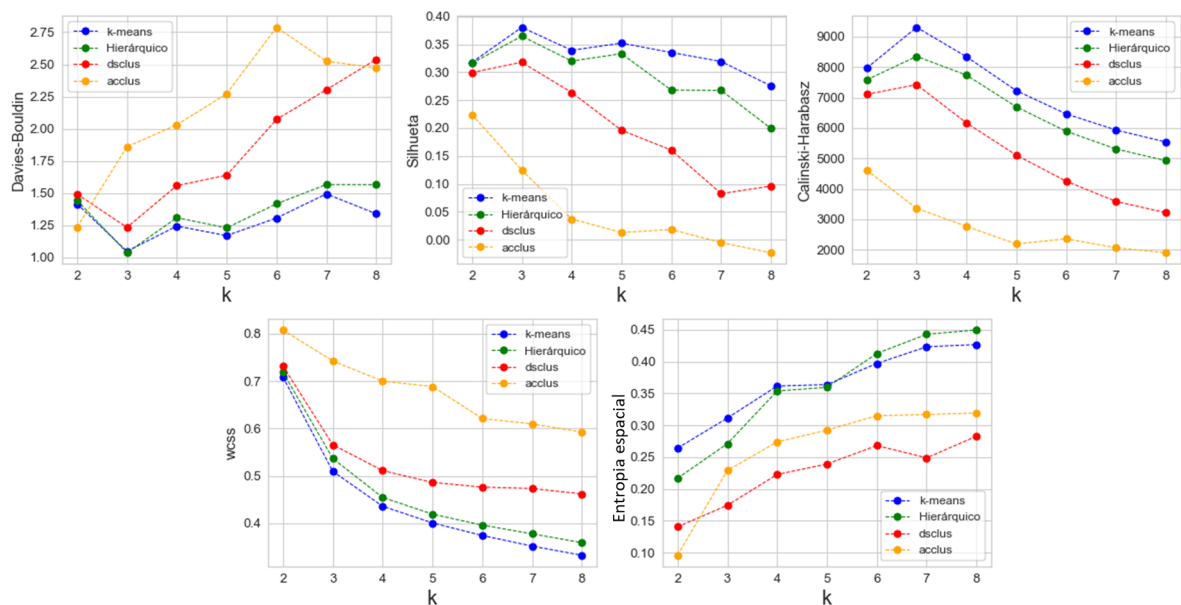 Davies-Bouldin
2.75
2.50
2.25
2.00
1.75
1.50
1.25
1.00
k-means
Hierárquico
dsclus
acclus
2 3 4 5 6 7 8
k
Silhueta
0.40
0.35
0.30
0.25
0.20
0.15
0.10
0.05
0.00
k-means
Hierárquico
dsclus
acclus
2 3 4 5 6 7 8
k
Calinski-Harabasz
9000
8000
7000
6000
5000
4000
3000
2000
k-means
Hierárquico
dsclus
acclus
2 3 4 5 6 7 8
k
wcss
0.8
0.7
0.6
0.5
0.4
k-means
Hierárquico
dsclus
acclus
2 3 4 5 6 7 8
k
Entropia espacial
0.45
0.40
0.35
0.30
0.25
0.20
0.15
0.10
k-means
Hierárquico
dsclus
acclus
2 3 4 5 6 7 8
k